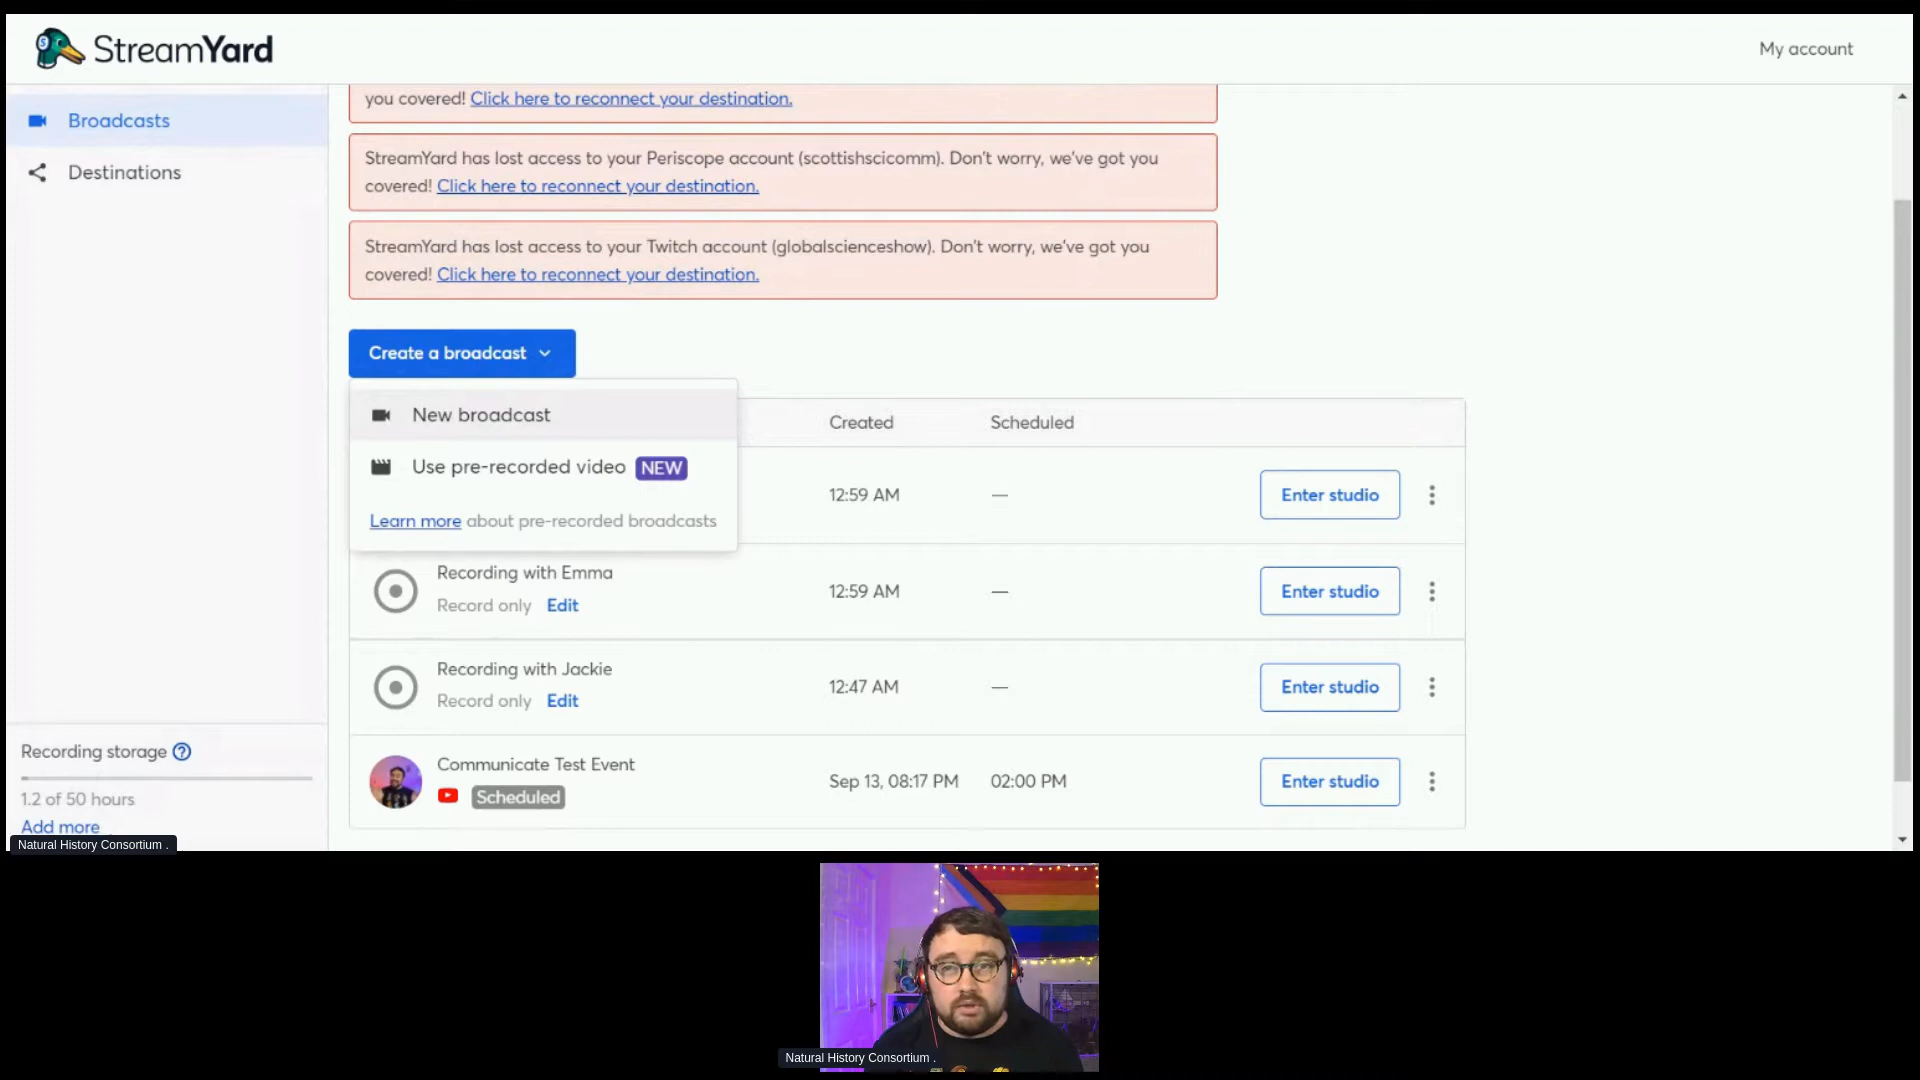 StreamYard
My account
Broadcasts
Destinations
you covered! Click here to reconnect your destination.
StreamYard has lost access to your Periscope account (scottishscicomm). Don't worry, we've got you
covered! Click here to reconnect your destination.
StreamYard has lost access to your Twitch account (globalscienceshow). Don't worry, we've got you
covered! Click here to reconnect your destination.
Create a broadcast
New broadcast
Use pre-recorded video NEW
Learn more about pre-recorded broadcasts
Created Scheduled
12:59 AM — Enter studio
Recording with Emma
Record only Edit
12:59 AM — Enter studio
Recording with Jackie
Record only Edit
12:47 AM — Enter studio
Communicate Test Event
Scheduled
Sep 13, 08:17 PM 02:00 PM Enter studio
Recording storage ?
1.2 of 50 hours
Add more
Natural History Consortium .
Natural History Consortium .